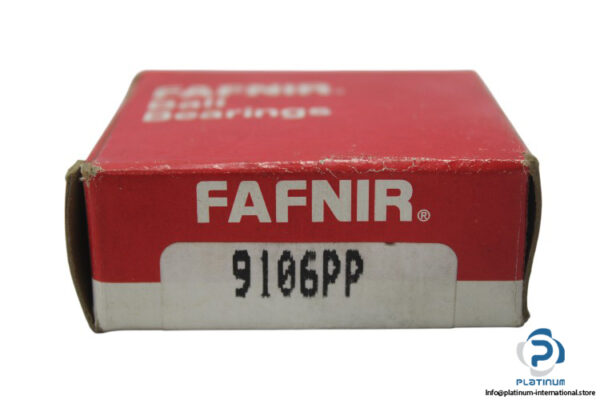 FAFNIR®
Ball
Bearings
FAFNIR®
9106PP
PLATINUM
Info@platinum-international.store